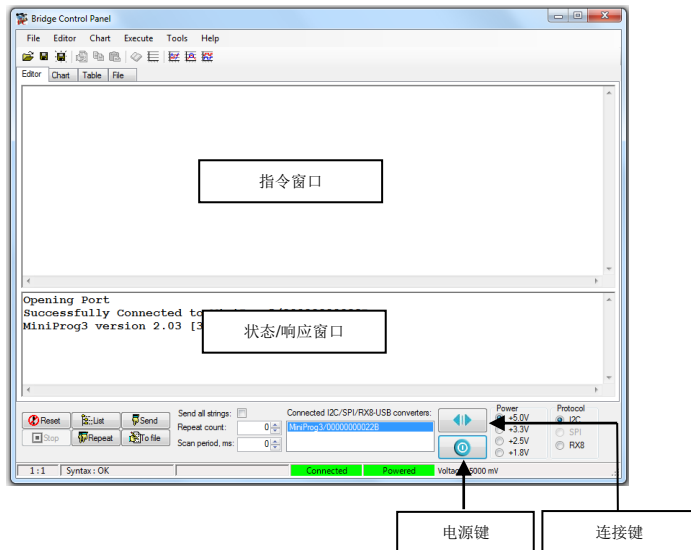 Bridge Control Panel
File Editor Chart Execute Tools Help
Editor Chart Table File
指令窗口
Opening Port
Successfully Connected to
MiniProg3 version 2.03 [3
状态/响应窗口
Reset List Send
Stop Repeat To file
Send all strings:
Repeat count: 0
Scan period, ms: 0
Connected I2C/SPI/RX8-USB converters:
MiniProg3/00000000022B
Power
+5.0V
+3.3V
+2.5V
+1.8V
Protocol
I2C
SPI
RX8
1:1 Syntax : OK Connected Powered 5000 mV
电源键
连接键